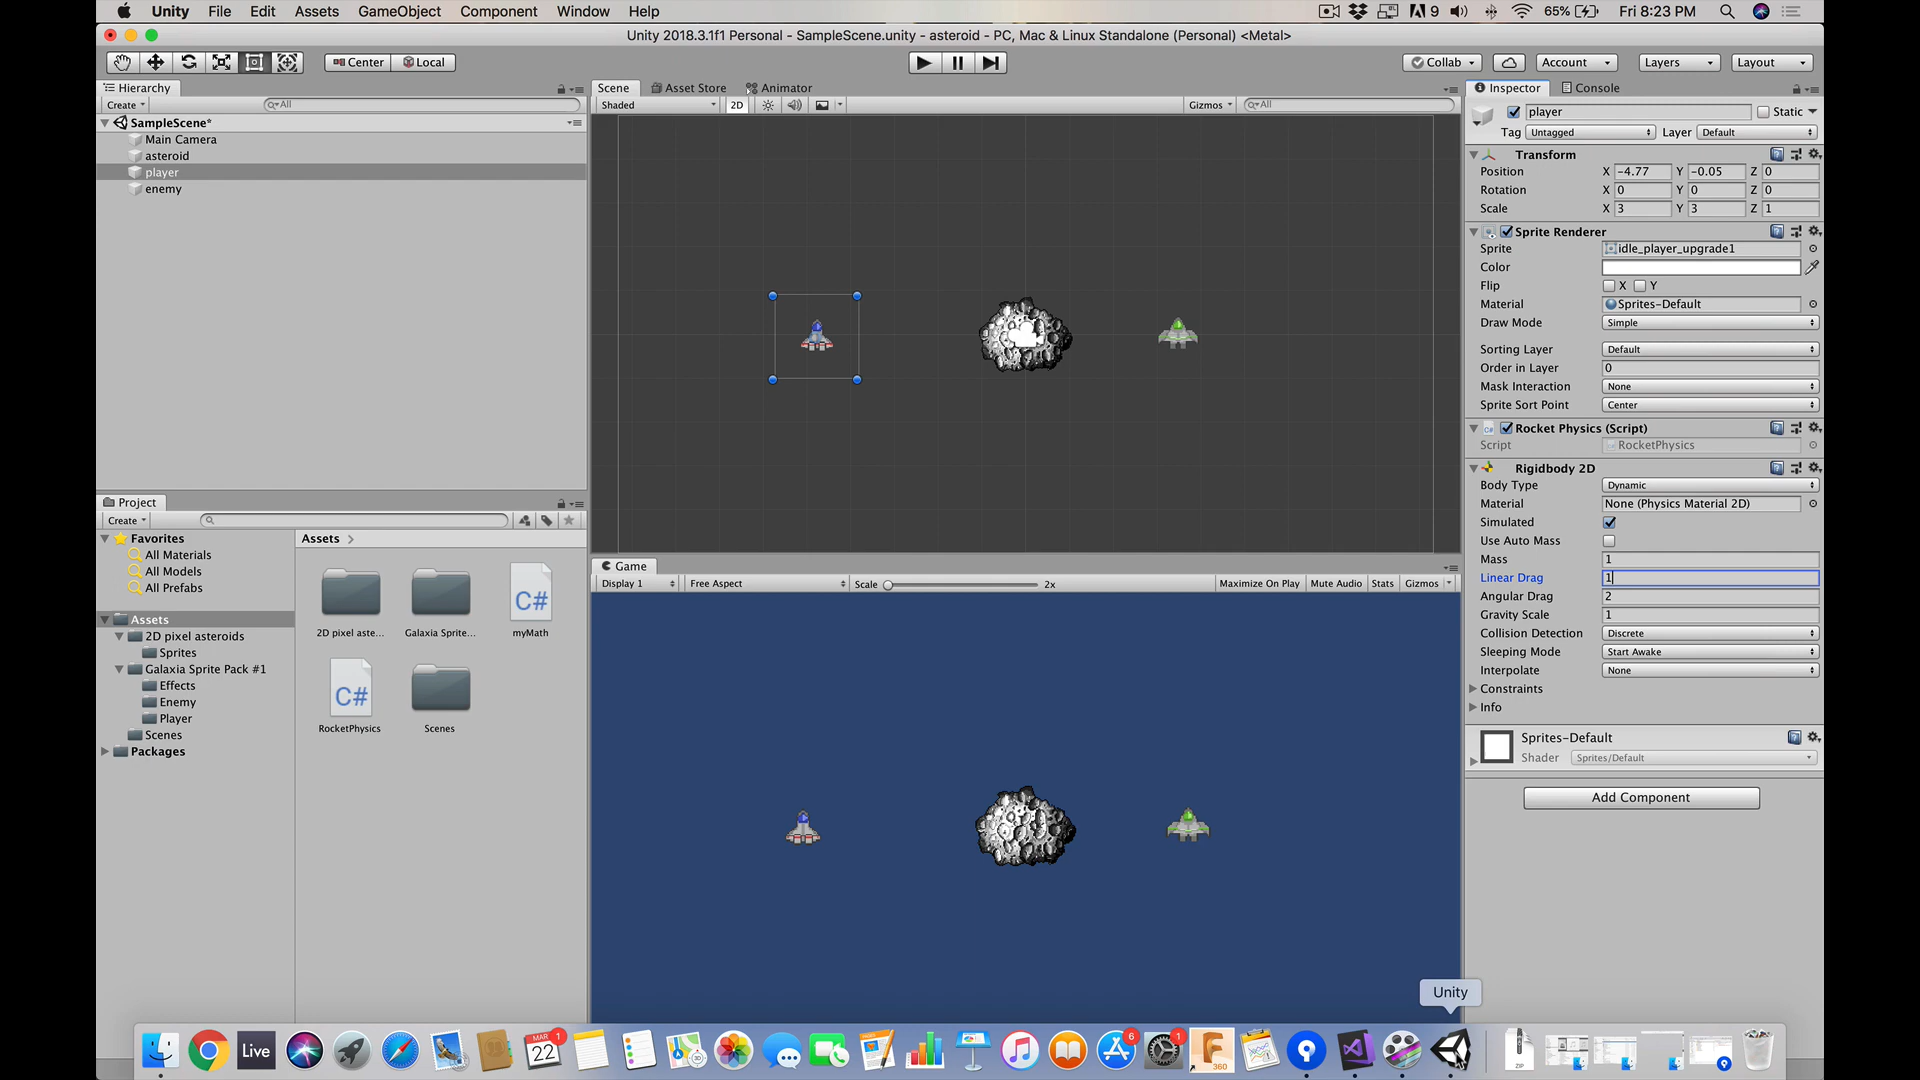 Unity File Edit Assets GameObject Component Window Help
9 65% Fri 8:23 PM
Unity 2018.3.1f1 Personal - SampleScene.unity - asteroid - PC, Mac & Linux Standalone (Personal) <Metal>
Center Local Collab Account Layers Layout
Hierarchy
Create All
SampleScene*
Main Camera
asteroid
player
enemy
Scene Asset Store Animator
Shaded 2D Gizmos All
Inspector Console
player Static
Tag Untagged Layer Default
Transform
Position X -4.77 Y -0.05 Z 0
Rotation X 0 Y 0 Z 0
Scale X 3 Y 3 Z 1
Sprite Renderer
Sprite idle_player_upgrade1
Color
Flip X Y
Material Sprites-Default
Draw Mode Simple
Sorting Layer Default
Order in Layer 0
Mask Interaction None
Sprite Sort Point Center
Rocket Physics (Script)
Script RocketPhysics
Rigidbody 2D
Body Type Dynamic
Material None (Physics Material 2D)
Simulated
Use Auto Mass
Mass 1
Linear Drag 1
Angular Drag 2
Gravity Scale 1
Collision Detection Discrete
Sleeping Mode Start Awake
Interpolate None
Constraints
Info
Sprites-Default
Shader Sprites/Default
Add Component
Project
Create
Favorites
All Materials
All Models
All Prefabs
Assets
2D pixel asteroids
Sprites
Galaxia Sprite Pack #1
Effects
Enemy
Player
Scenes
Packages
Assets
C#
2D pixel aste... Galaxia Sprite... myMath
C#
RocketPhysics Scenes
Game
Display 1 Free Aspect Scale 2x Maximize On Play Mute Audio Stats Gizmos
Unity
Live
MAR
22
1
6
1
F
360
ZIP